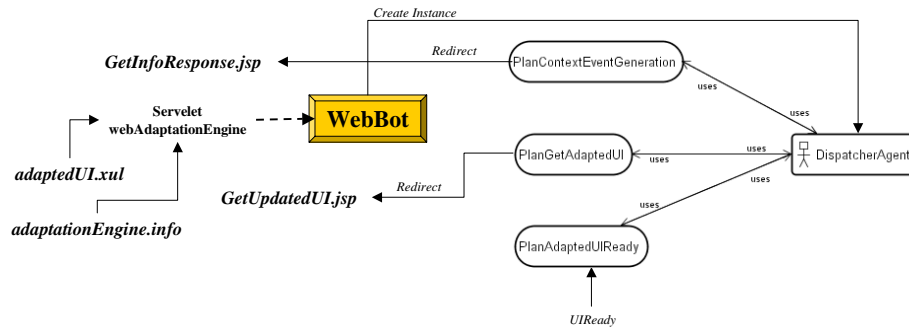 Create Instance
Redirect
GetInfoResponse.jsp
PlanContextEventGeneration
uses
uses
Servelet
webAdaptationEngine
WebBot
PlanGetAdaptedUI
uses
uses
DispatcherAgent
uses
adaptedUI.xul
Redirect
GetUpdatedUI.jsp
uses
adaptationEngine.info
PlanAdaptedUIReady
UIReady